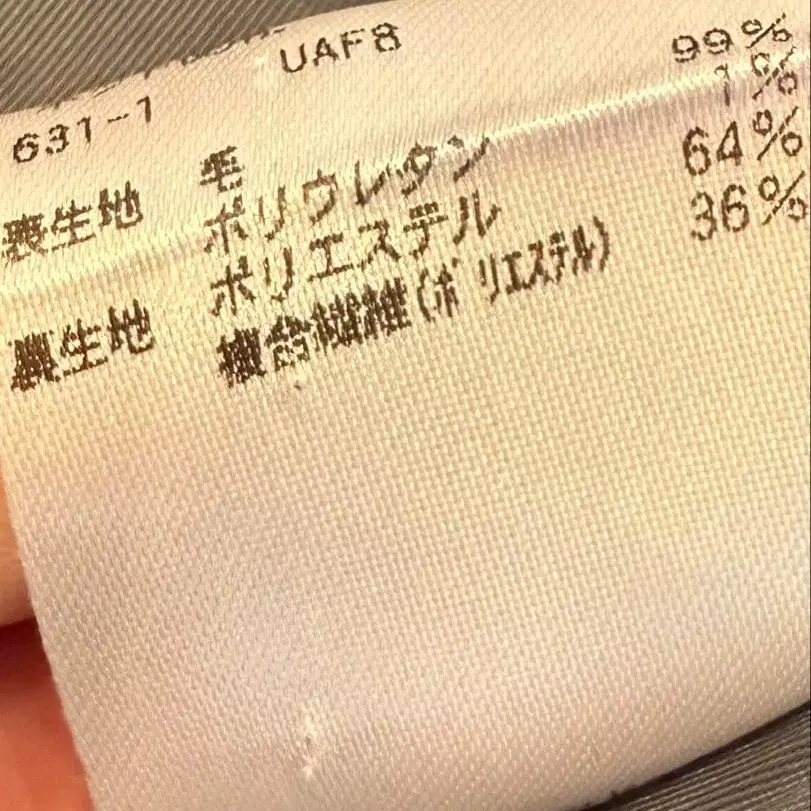 631-1 UAF8
表生地 毛 99%
ポリウレタン 1%
裏生地 ポリエステル 64%
複合繊維(ポリエステル) 36%